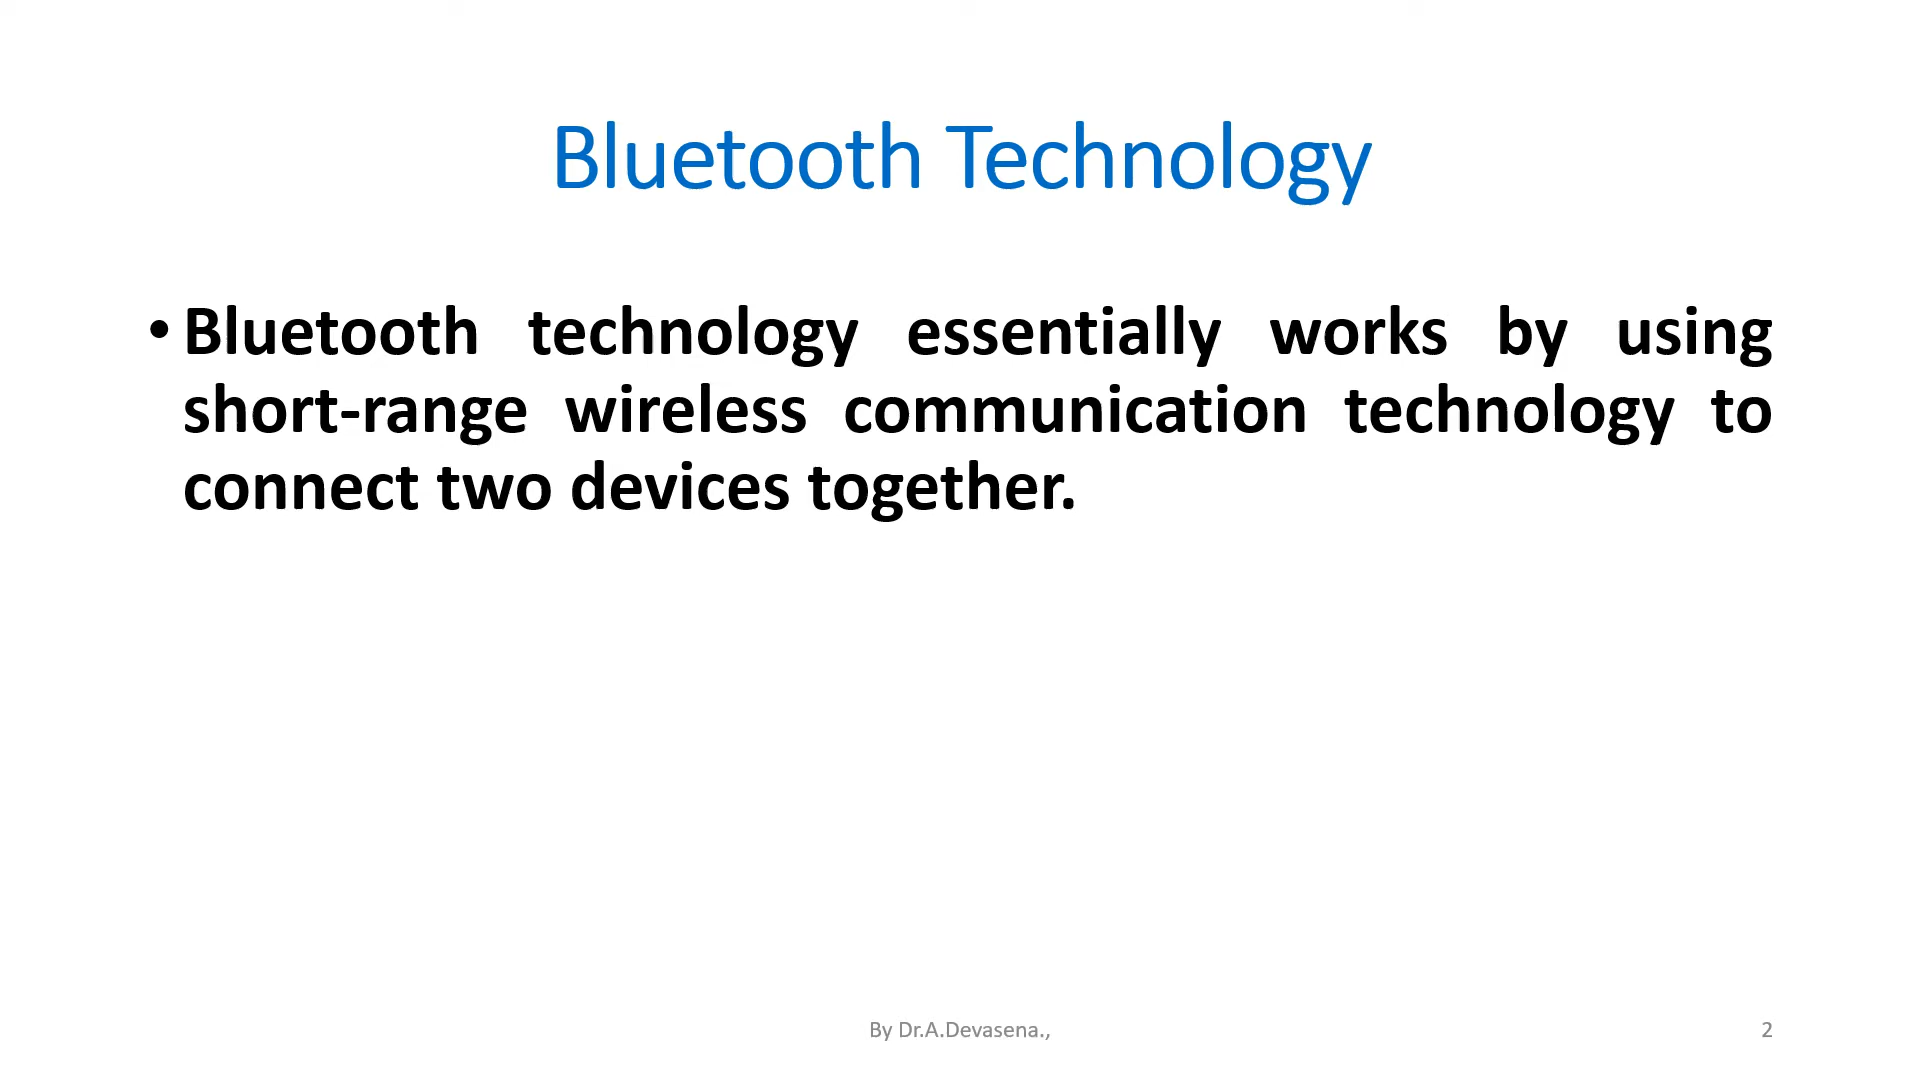 Bluetooth Technology
• Bluetooth technology essentially works by using
short-range wireless communication technology to
connect two devices together.
By Dr.A.Devasena.,
2